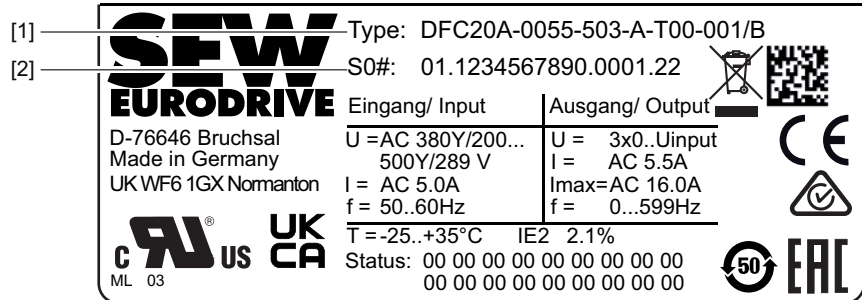 [1]
[2]
SEW
EURODRIVE
D-76646 Bruchsal
Made in Germany
UK WF6 1GX Normanton
C RU ® US
ML 03
UK
CA
Type: DFC20A-0055-503-A-T00-001/B
S0#: 01.1234567890.0001.22
Eingang/ Input
U =AC 380Y/200...
500Y/289 V
I = AC 5.0A
f = 50..60Hz
Ausgang/ Output
U = 3x0..Uinput
I = AC 5.5A
Imax=AC 16.0A
f = 0...599Hz
T =-25..+35°C IE2 2.1%
Status: 00 00 00 00 00 00 00 00 00
00 00 00 00 00 00 00 00 00
CE
50
EAC